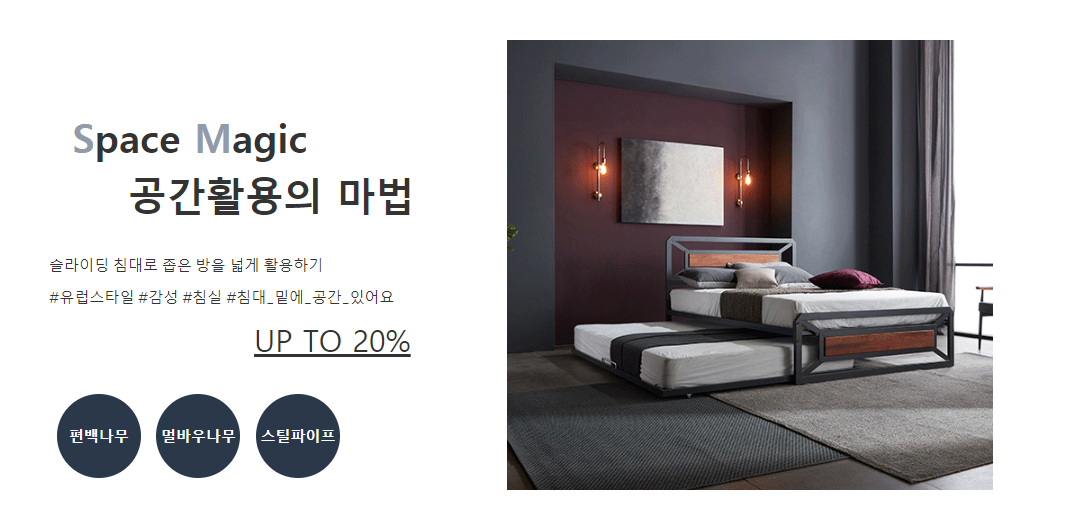 Space Magic
공간활용의 마법
슬라이딩 침대로 좁은 방을 넓게 활용하기
#유럽스타일 #감성 #침실 #침대_밑에_공간_있어요
UP TO 20%
편백나무 멀바우나무 스틸파이프